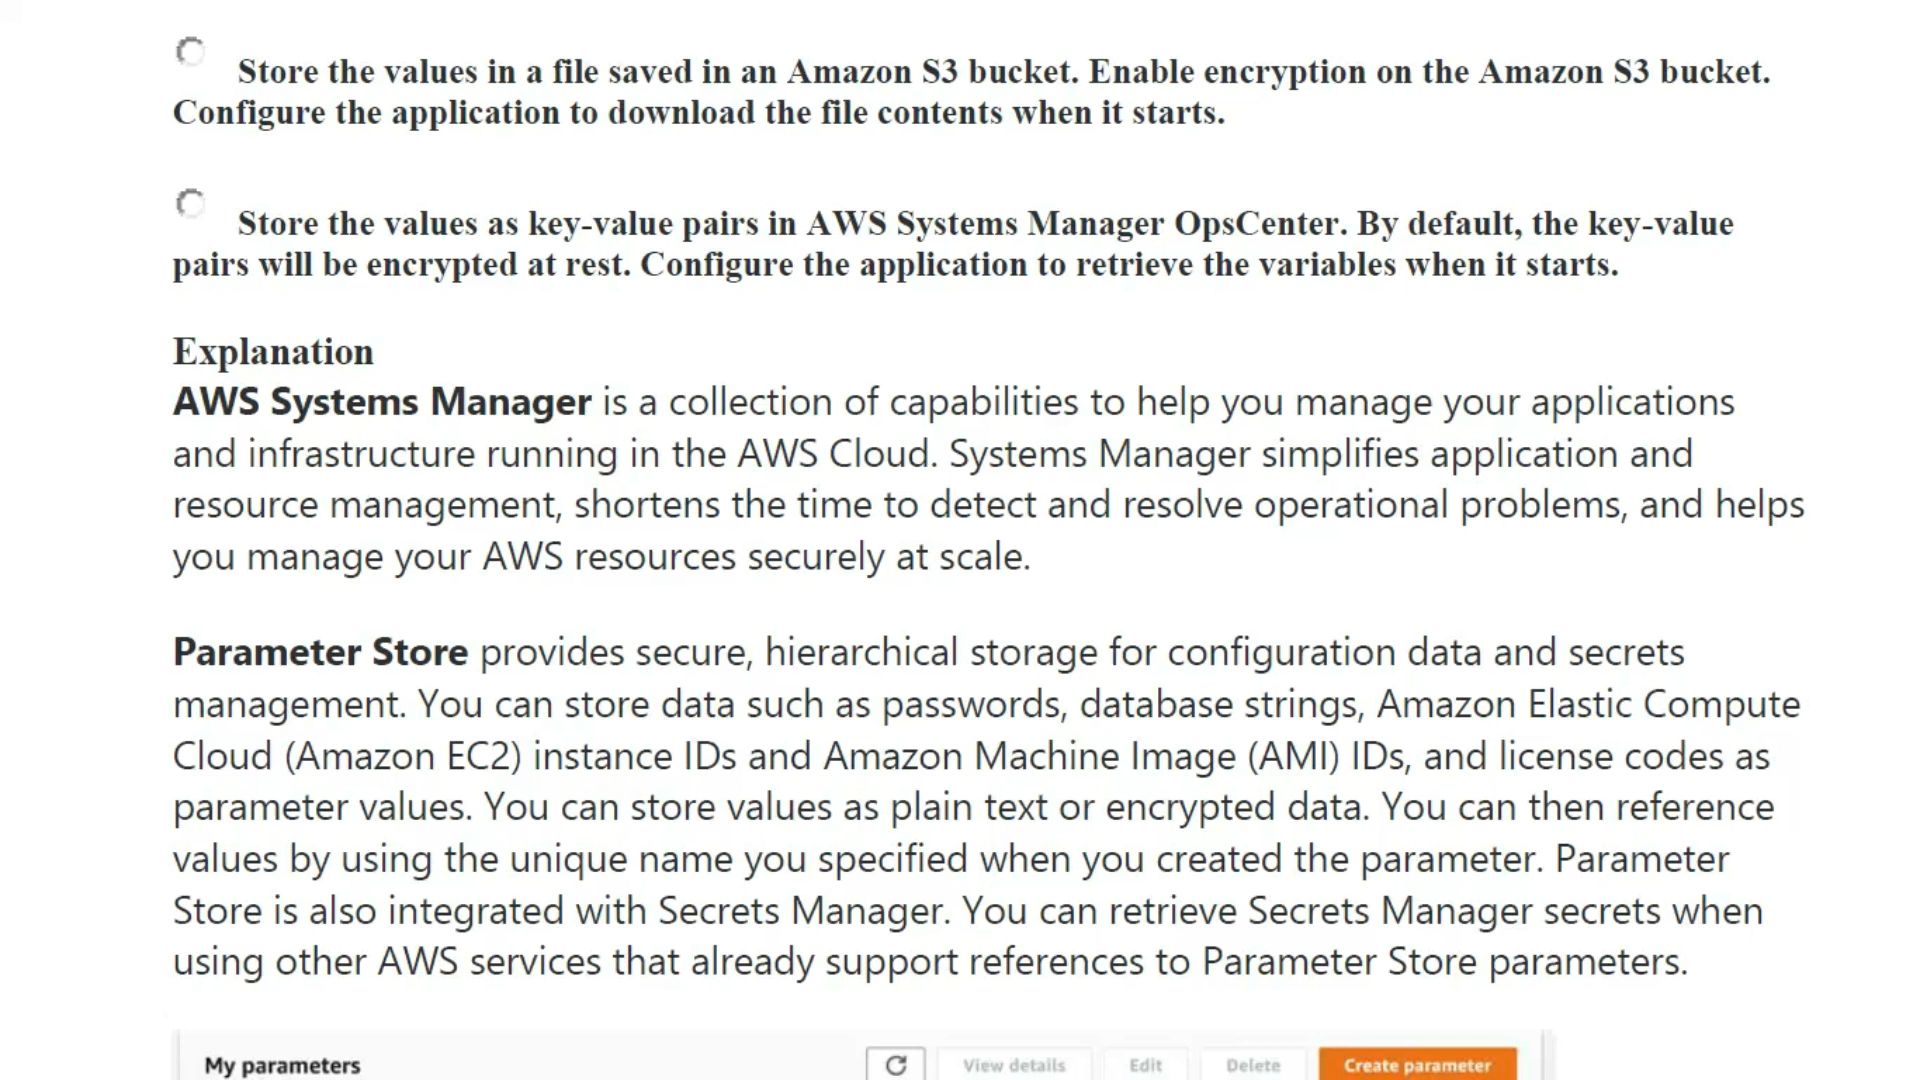 Store the values in a file saved in an Amazon S3 bucket. Enable encryption on the Amazon S3 bucket.
Configure the application to download the file contents when it starts.
Store the values as key-value pairs in AWS Systems Manager OpsCenter. By default, the key-value
pairs will be encrypted at rest. Configure the application to retrieve the variables when it starts.
Explanation
AWS Systems Manager is a collection of capabilities to help you manage your applications
and infrastructure running in the AWS Cloud. Systems Manager simplifies application and
resource management, shortens the time to detect and resolve operational problems, and helps
you manage your AWS resources securely at scale.
Parameter Store provides secure, hierarchical storage for configuration data and secrets
management. You can store data such as passwords, database strings, Amazon Elastic Compute
Cloud (Amazon EC2) instance IDs and Amazon Machine Image (AMI) IDs, and license codes as
parameter values. You can store values as plain text or encrypted data. You can then reference
values by using the unique name you specified when you created the parameter. Parameter
Store is also integrated with Secrets Manager. You can retrieve Secrets Manager secrets when
using other AWS services that already support references to Parameter Store parameters.
My parameters View details Edit Delete Create parameter